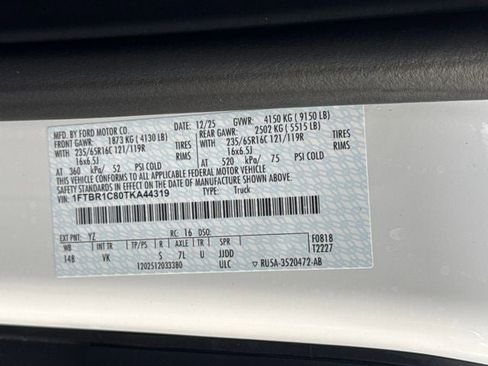 MFD. BY FORD MOTOR CO.
DATE: 12/25 GVWR: 4150 KG ( 9150 LB)
FRONT GAWR: 1873 KG ( 4130 LB) REAR GAWR: 2502 KG ( 5515 LB)
WITH 235/65R16C 121/119R WITH 235/65R16C 121/119R
16x6.5J 16x6.5J
AT 360 kPa/ 52 PSI COLD AT 520 kPa/ 75 PSI COLD
THIS VEHICLE CONFORMS TO ALL APPLICABLE FEDERAL MOTOR VEHICLE
SAFETY STANDARDS IN EFFECT ON THE DATE OF MANUFACTURE SHOWN ABOVE.
VIN: 1FTBR1C80TKA44319 TYPE: Truck
EXT PNT: YZ RC: 16 DSO:
WB INT TR TP/PS R AXLE TR SPR F0818
148 VK S 7L U JJDD T2227
1202512033380 ULC ▽ RU5A-3520472-AB